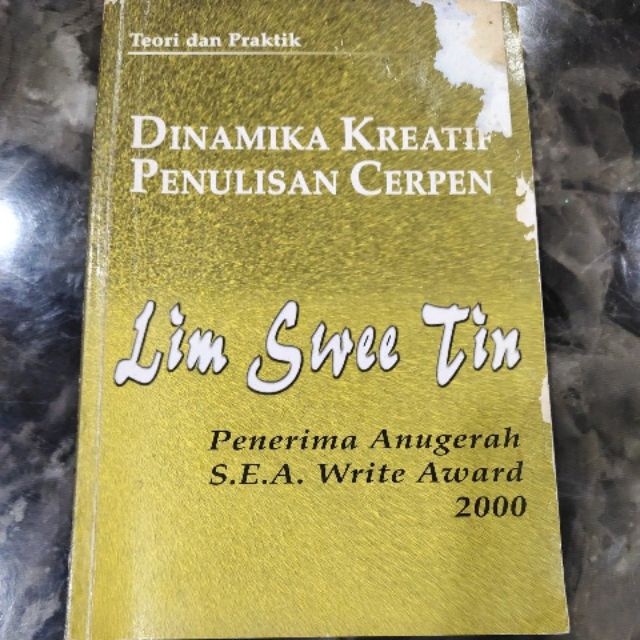 Teori dan Praktik
DINAMIKA KREATIF
PENULISAN CERPEN
Lim Swee Tin
Penerima Anugerah
S.E.A. Write Award
2000